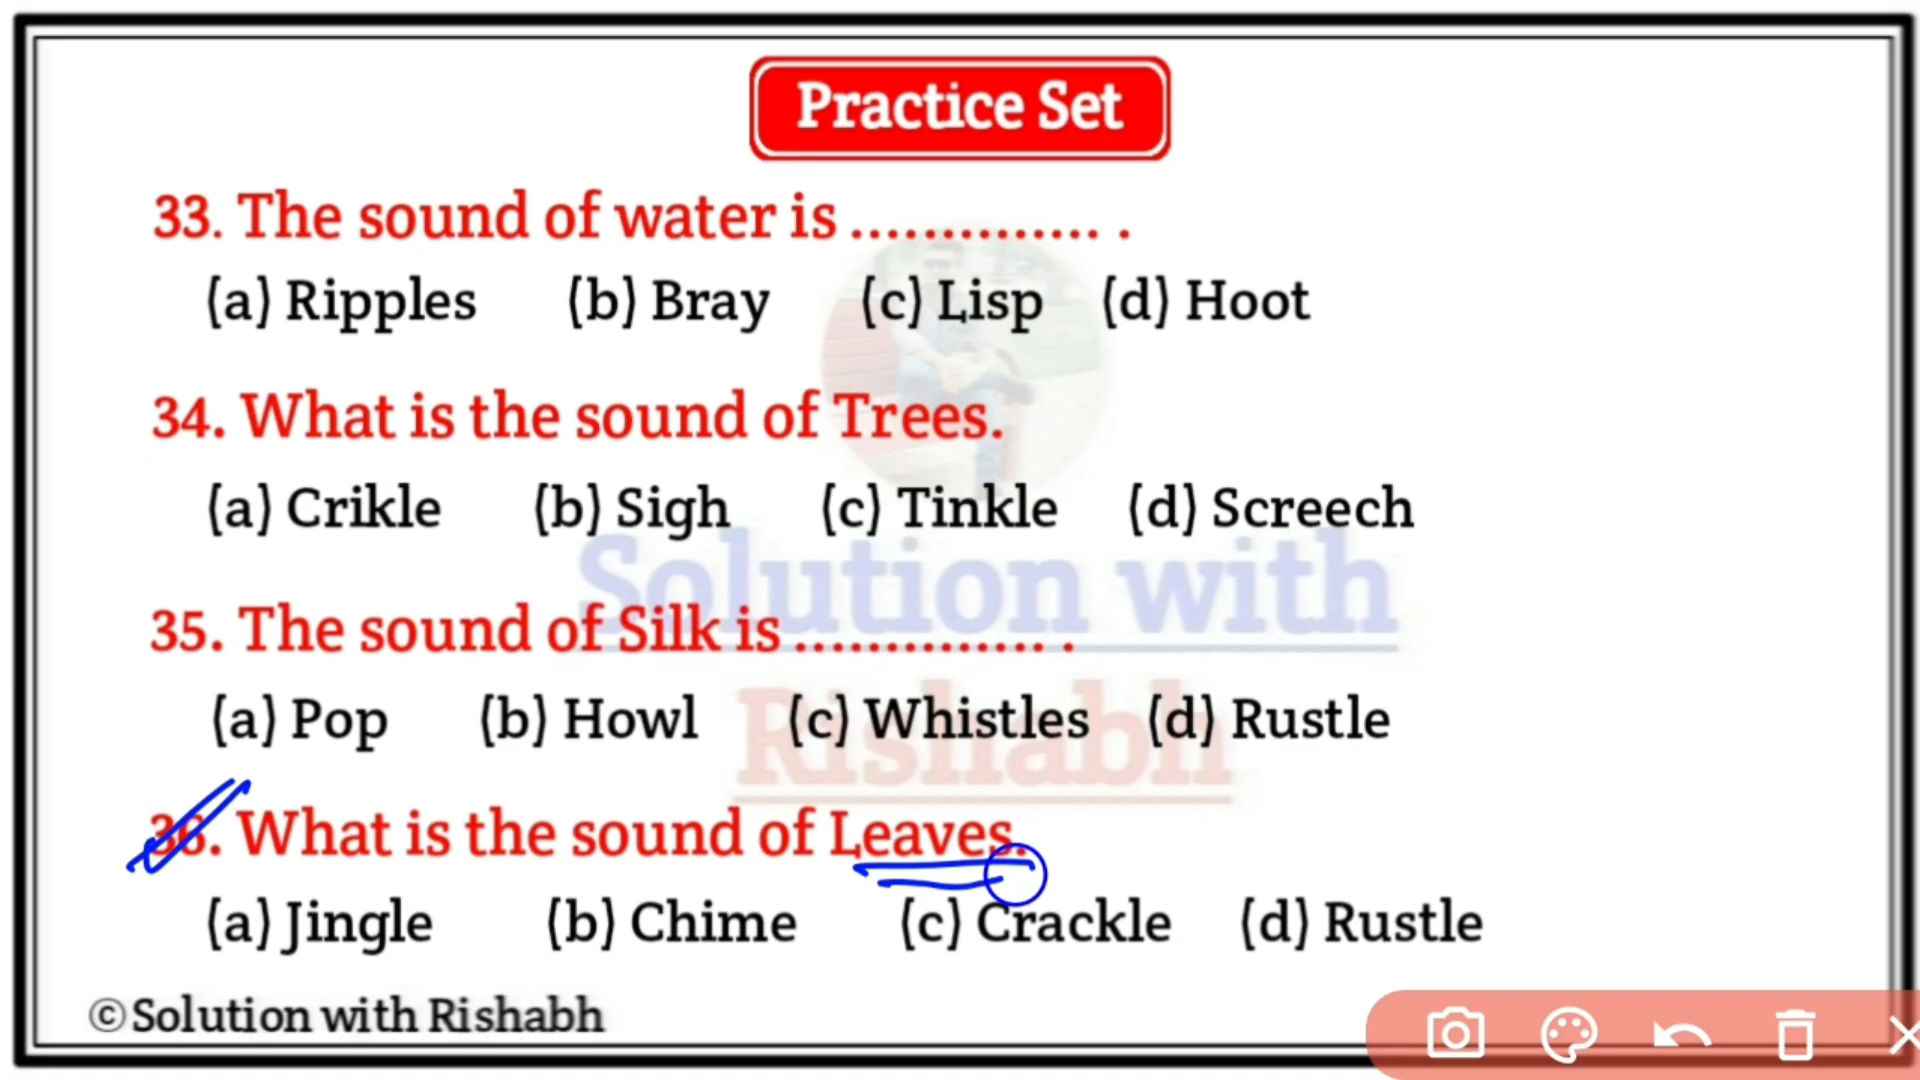 Practice Set
33. The sound of water is .............. .
(a) Ripples (b) Bray (c) Lisp (d) Hoot
34. What is the sound of Trees.
(a) Crikle (b) Sigh (c) Tinkle (d) Screech
Solution with
35. The sound of Silk is .............. .
Rishabh
(a) Pop (b) Howl (c) Whistles (d) Rustle
36. What is the sound of Leaves.
(a) Jingle (b) Chime (c) Crackle (d) Rustle
©Solution with Rishabh